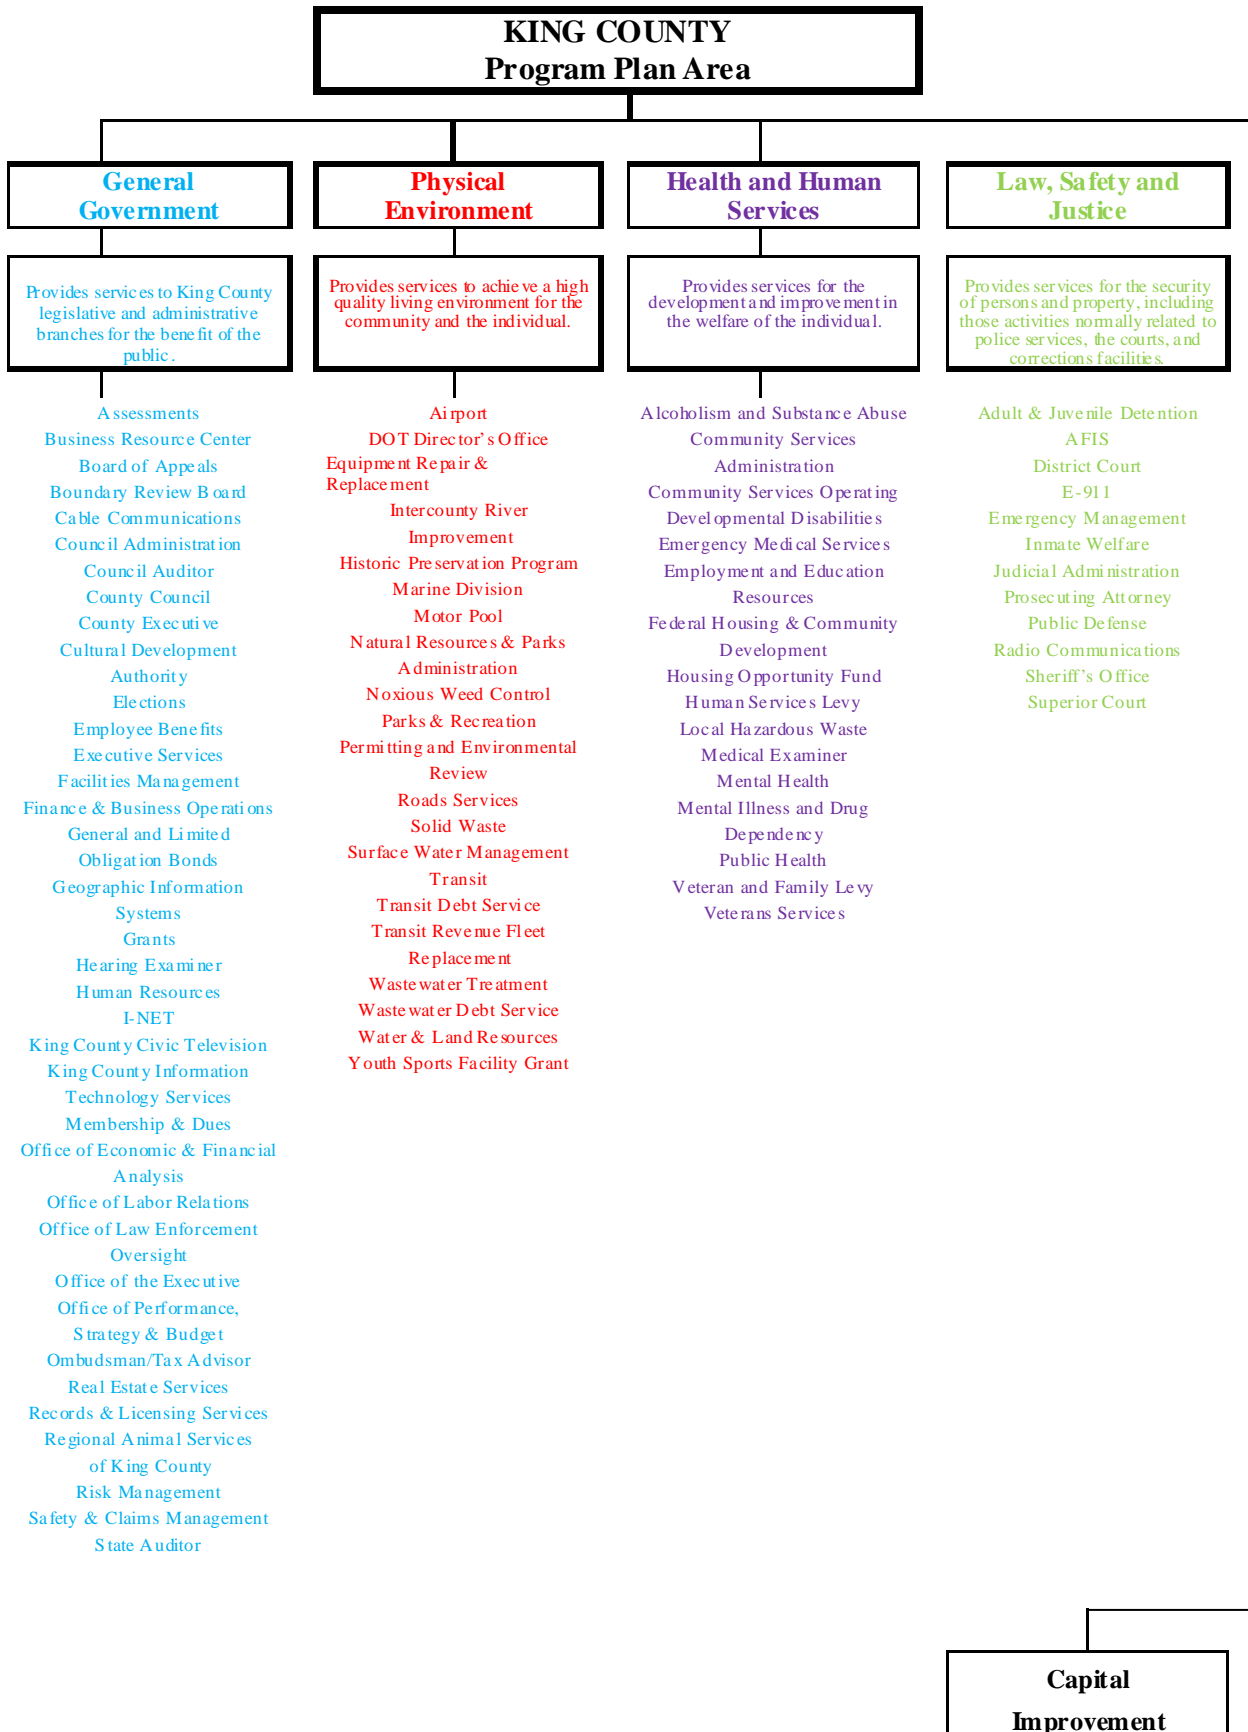 KING COUNTY
Program Plan Area
General
Government
Physical
Environment
Health and Human
Services
Law, Safety and
Justice
Provides services to King County
legislative and administrative
branches for the benefit of the
public.
Provides services to achieve a high
quality living environment for the
community and the individual.
Provides services for the
development and improvement in
the welfare of the individual.
Provides services for the security
of persons and property, including
those activities normally related to
police services, the courts, and
corrections facilities.
Assessments
Business Resource Center
Board of Appeals
Boundary Review Board
Cable Communications
Council Administration
Council Auditor
County Council
County Executive
Cultural Development
Authority
Elections
Employee Benefits
Executive Services
Facilities Management
Finance & Business Operations
General and Limited
Obligation Bonds
Geographic Information
Systems
Grants
Hearing Examiner
Human Resources
I-NET
King County Civic Television
King County Information
Technology Services
Membership & Dues
Office of Economic & Financial
Analysis
Office of Labor Relations
Office of Law Enforcement
Oversight
Office of the Executive
Office of Performance,
Strategy & Budget
Ombudsman/Tax Advisor
Real Estate Services
Records & Licensing Services
Regional Animal Services
of King County
Risk Management
Safety & Claims Management
State Auditor
Airport
DOT Director's Office
Equipment Repair &
Replacement
Intercounty River
Improvement
Historic Preservation Program
Marine Division
Motor Pool
Natural Resources & Parks
Administration
Noxious Weed Control
Parks & Recreation
Permitting and Environmental
Review
Roads Services
Solid Waste
Surface Water Management
Transit
Transit Debt Service
Transit Revenue Fleet
Replacement
Wastewater Treatment
Wastewater Debt Service
Water & Land Resources
Youth Sports Facility Grant
Alcoholism and Substance Abuse
Community Services
Administration
Community Services Operating
Developmental Disabilities
Emergency Medical Services
Employment and Education
Resources
Federal Housing & Community
Development
Housing Opportunity Fund
Human Services Levy
Local Hazardous Waste
Medical Examiner
Mental Health
Mental Illness and Drug
Dependency
Public Health
Veteran and Family Levy
Veterans Services
Adult & Juvenile Detention
AFIS
District Court
E-911
Emergency Management
Inmate Welfare
Judicial Administration
Prosecuting Attorney
Public Defense
Radio Communications
Sheriff's Office
Superior Court
Capital
Improvement